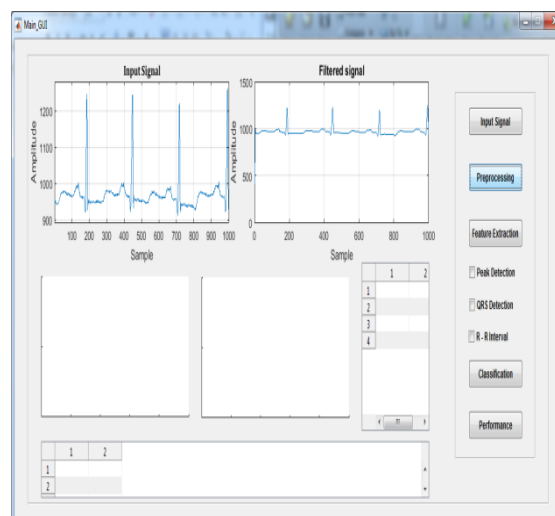 Main_GUI
Input Signal
Amplitude
1200
1100
1000
900
100 200 300 400 500 600 700 800 900 1000
Sample
Filtered signal
1500
1000
500
0
0 200 400 600 800 1000
Sample
1 2
1
2
3
4
1 2
1
2
Input Signal
Preprocessing
Feature Extraction
Peak Detection
QRS Detection
R - R Interval
Classification
Performance
Amplitude